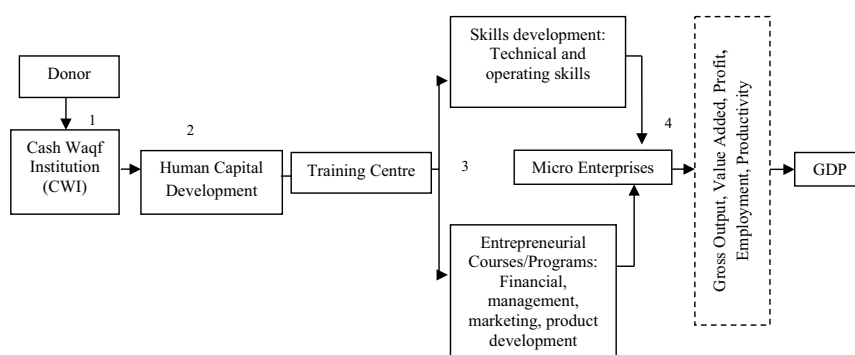 Donor
1
Cash Waqf
Institution
(CWI)
2
Human Capital
Development
Training Centre
3
Skills development:
Technical and
operating skills
Entrepreneurial
Courses/Programs:
Financial,
management,
marketing, product
development
4
Micro Enterprises
Gross Output, Value Added, Profit,
Employment, Productivity
GDP